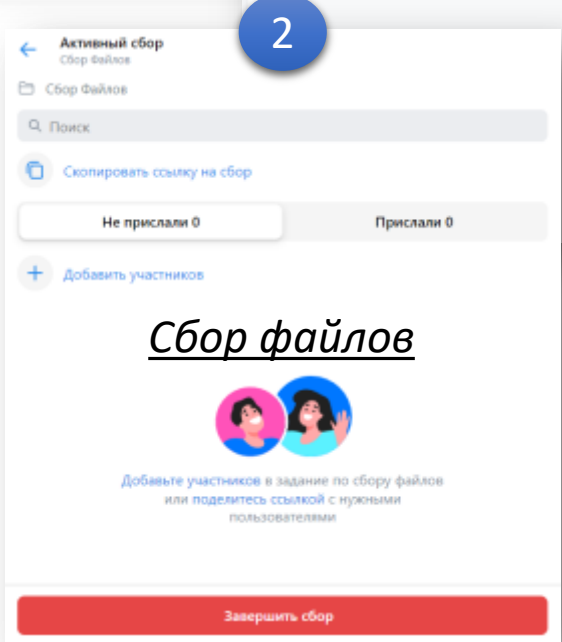 2
Активный сбор
Сбор Файлов
Сбор Файлов
Поиск
Скопировать ссылку на сбор
Не прислали 0
Прислали 0
Добавить участников
Сбор файлов
Добавьте участников в задание по сбору файлов
или поделитесь ссылкой с нужными
пользователями
Завершить сбор